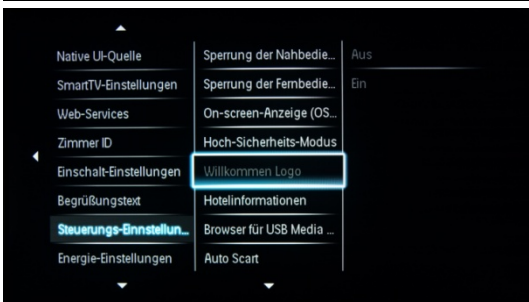 Native UI-Quelle
SmartTV-Einstellungen
Web-Services
Zimmer ID
Einschalt-Einstellungen
Begrüßungstext
Steuerungs-Einnstellun...
Energie-Einstellungen
Sperrung der Nahbedie...
Sperrung der Fernbedie...
On-screen-Anzeige (OS...
Hoch-Sicherheits-Modus
Willkommen Logo
Hotelinformationen
Browser für USB Media ...
Auto Scart
Aus
Ein